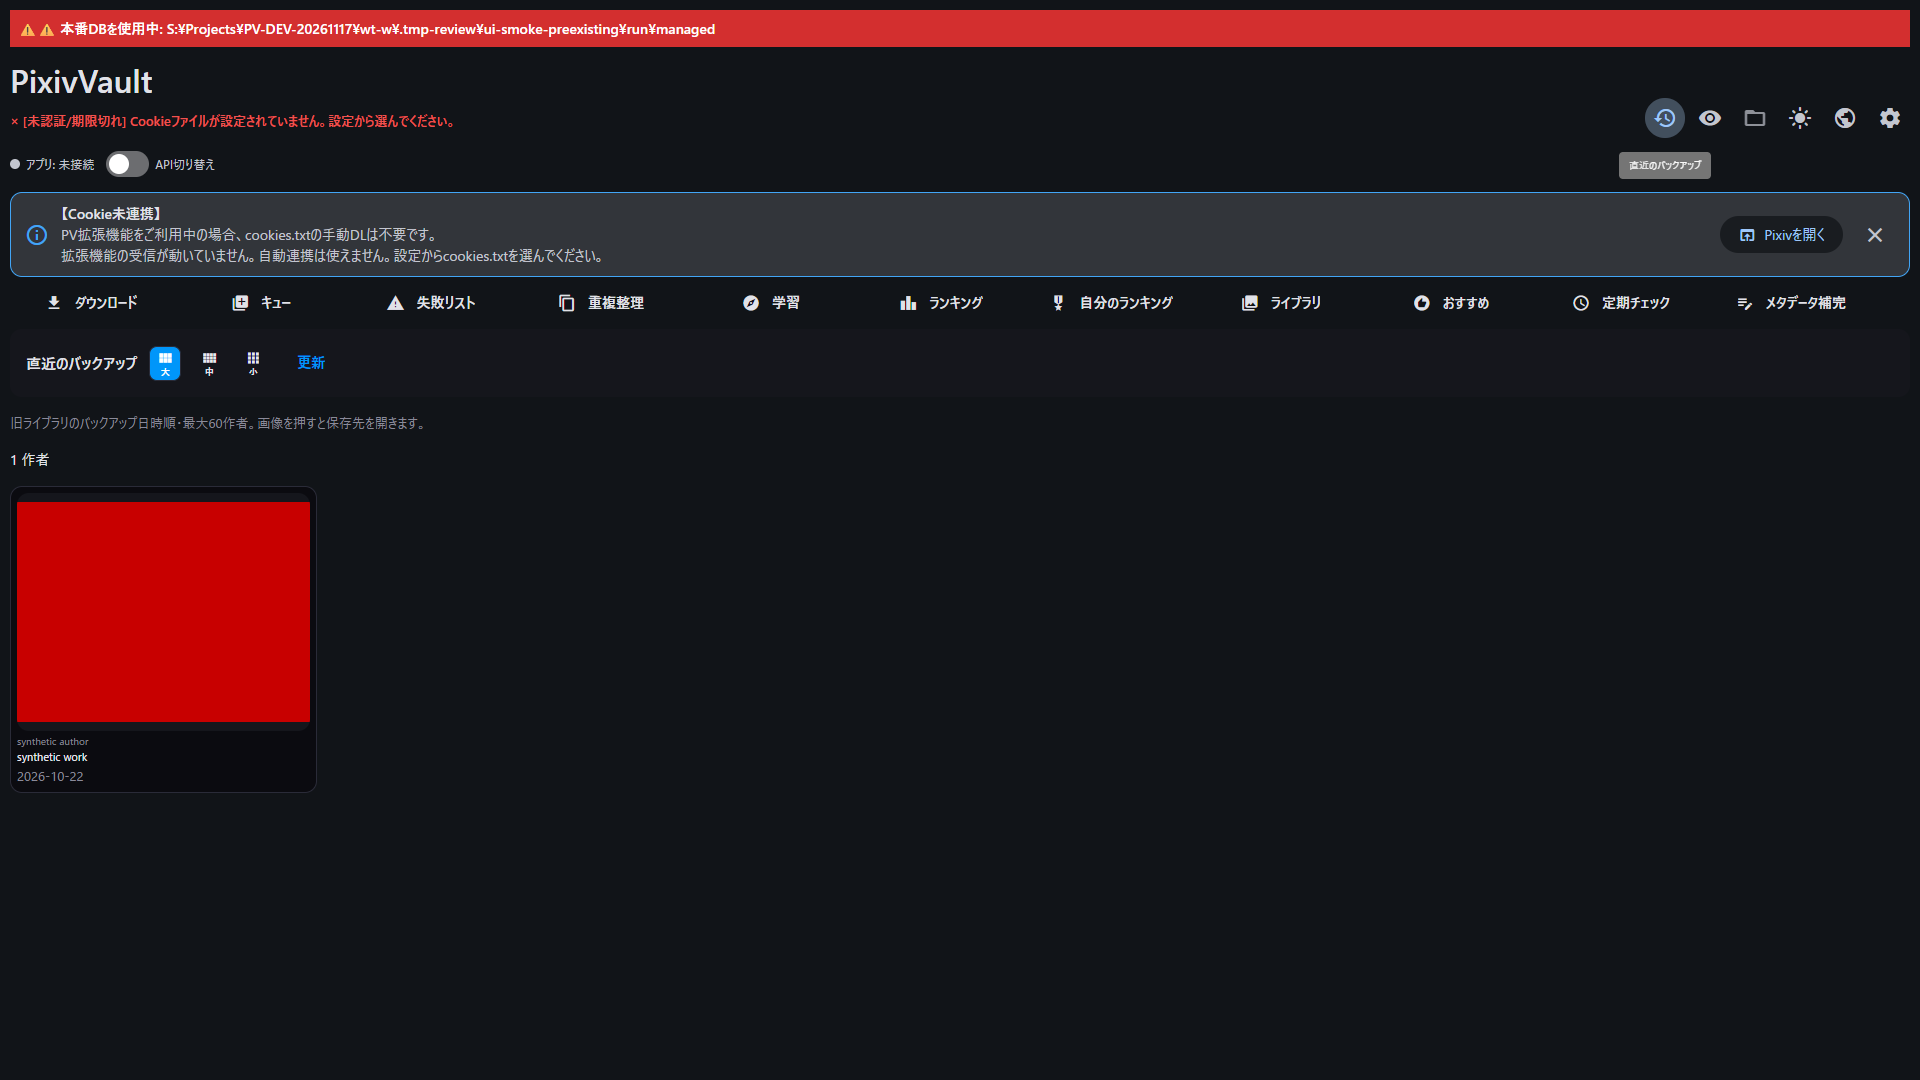 本番DBを使用中: S:¥Projects¥PV-DEV-20261117¥wt-w¥.tmp-review¥ui-smoke-preexisting¥run¥managed
PixivVault
× [未認証/期限切れ] Cookieファイルが設定されていません。設定から選んでください。
アプリ: 未接続
API切り替え
直近のバックアップ
【Cookie未連携】
PV拡張機能をご利用中の場合、cookies.txtの手動DLは不要です。
拡張機能の受信が動いていません。自動連携は使えません。設定からcookies.txtを選んでください。
Pixivを開く
ダウンロード
キュー
失敗リスト
重複整理
学習
ランキング
自分のランキング
ライブラリ
おすすめ
定期チェック
メタデータ補完
直近のバックアップ
大
中
小
更新
旧ライブラリのバックアップ日時順・最大60作者。画像を押すと保存先を開きます。
1 作者
synthetic author
synthetic work
2026-10-22